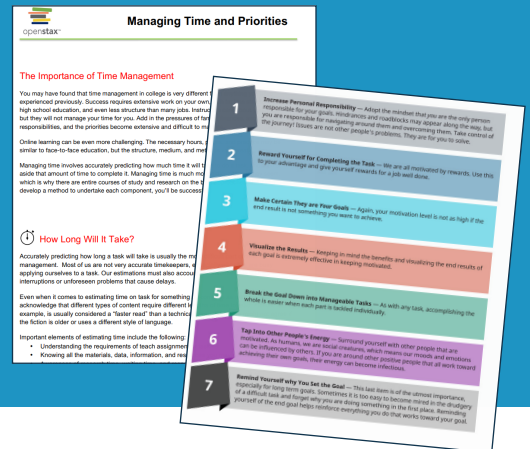 openstax
Managing Time and Priorities
The Importance of Time Management
You may have found that time management in college is very different
experienced previously. Success requires extensive work on your own,
high school education, and even less structure than many jobs. Instruc
but they will not manage your time for you. Add in the pressures of fam
responsibilities, and the priorities become extensive and difficult to
Online learning can be even more challenging. The necessary hours,
similar to face-to-face education, but the structure, medium, and
Managing time involves accurately predicting how much time it will
aside that amount of time to complete it. Managing time is much
which is why there are entire courses of study and research on the
develop a method to undertake each component, you'll be success
How Long Will It Take?
Accurately predicting how long a task will take is usually the
management. Most of us are not very accurate timekeepers,
applying ourselves to a task. Our estimations must also accou
interruptions or unforeseen problems that cause delays.
Even when it comes to estimating time on task for something
acknowledge that different types of content require different
example, is usually considered a "faster read" than a technica
the fiction is older or uses a different style of language.
Important elements of estimating time include the following:
• Understanding the requirements of teach assignment
• Knowing all the materials, data, information, and
1
Increase Personal Responsibility — Adopt the mindset that you are the only person
responsible for your goals. Hindrances and roadblocks may appear along the way, but
you are responsible for navigating around them and overcoming them. Take control of
the journey! Issues are not other people's problems. They are for you to solve.
2
Reward Yourself for Completing the Task — We are all motivated by rewards. Use this
to your advantage and give yourself rewards for a job well done.
3
Make Certain They are Your Goals — Again, your motivation level is not as high if the
end result is not something you want to achieve.
4
Visualize the Results — Keeping in mind the benefits and visualizing the end results of
each goal is extremely effective in keeping motivated.
5
Break the Goal Down into Manageable Tasks — As with any task, accomplishing the
whole is easier when each part is tackled individually.
6
Tap Into Other People's Energy — Surround yourself with other people that are
motivated. As humans, we are social creatures, which means our moods and emotions
can be influenced by others. If you are around other positive people that all work toward
achieving their own goals, their energy can become infectious.
7
Remind Yourself why You Set the Goal — This last item is of the utmost importance,
especially for long term goals. Sometimes it is too easy to become mired in the drudgery
of a difficult task and forget why you are doing something in the first place. Reminding
yourself of the end goal helps reinforce everything you do that works toward your goal.